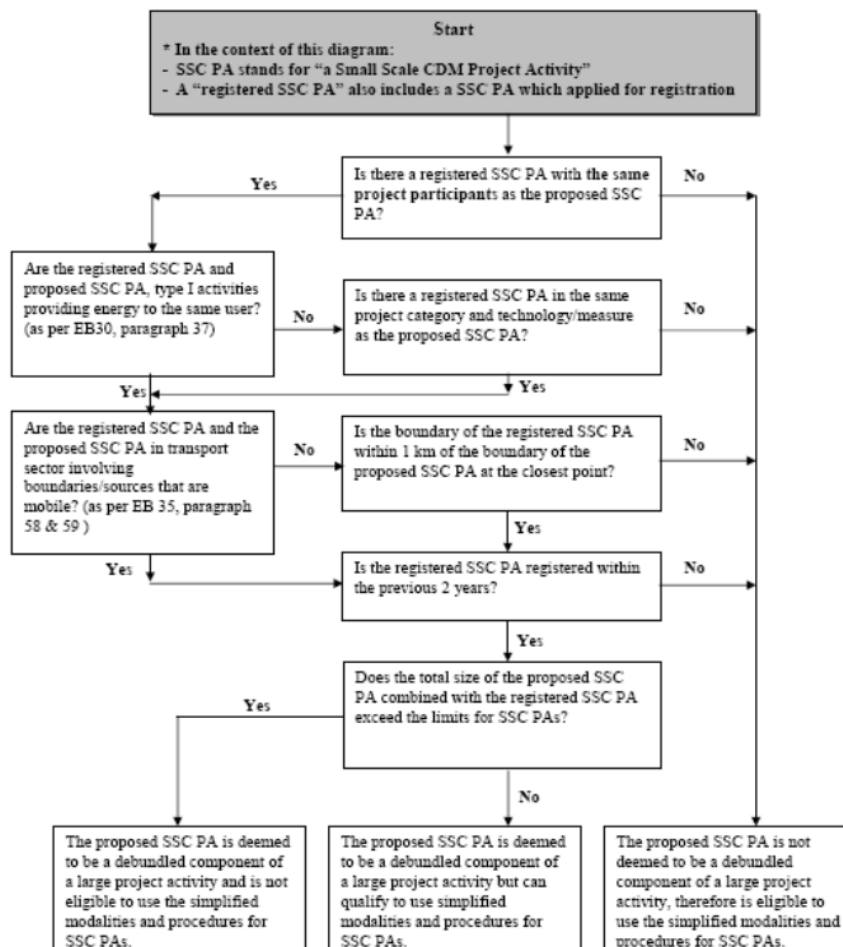 Start
* In the context of this diagram:
- SSC PA stands for “a Small Scale CDM Project Activity”
- A “registered SSC PA” also includes a SSC PA which applied for registration
Is there a registered SSC PA with the same
project participants as the proposed SSC
PA?
Yes
No
Are the registered SSC PA and
proposed SSC PA, type I activities
providing energy to the same user?
(as per EB30, paragraph 37)
No
Is there a registered SSC PA in the same
project category and technology/measure
as the proposed SSC PA?
No
Yes
Yes
Are the registered SSC PA and the
proposed SSC PA in transport
sector involving
boundaries/sources that are
mobile? (as per EB 35, paragraph
58 & 59 )
No
Is the boundary of the registered SSC PA
within 1 km of the boundary of the
proposed SSC PA at the closest point?
No
Yes
Yes
Is the registered SSC PA registered within
the previous 2 years?
No
Yes
Does the total size of the proposed SSC
PA combined with the registered SSC PA
exceed the limits for SSC PAs?
Yes
No
The proposed SSC PA is deemed
to be a debundled component of
a large project activity and is not
eligible to use the simplified
modalities and procedures for
SSC PAs.
The proposed SSC PA is deemed
to be a debundled component of
a large project activity but can
qualify to use simplified
modalities and procedures for
SSC PAs.
The proposed SSC PA is not
deemed to be a debundled
component of a large project
activity, therefore is eligible to
use the simplified modalities and
procedures for SSC PAs.